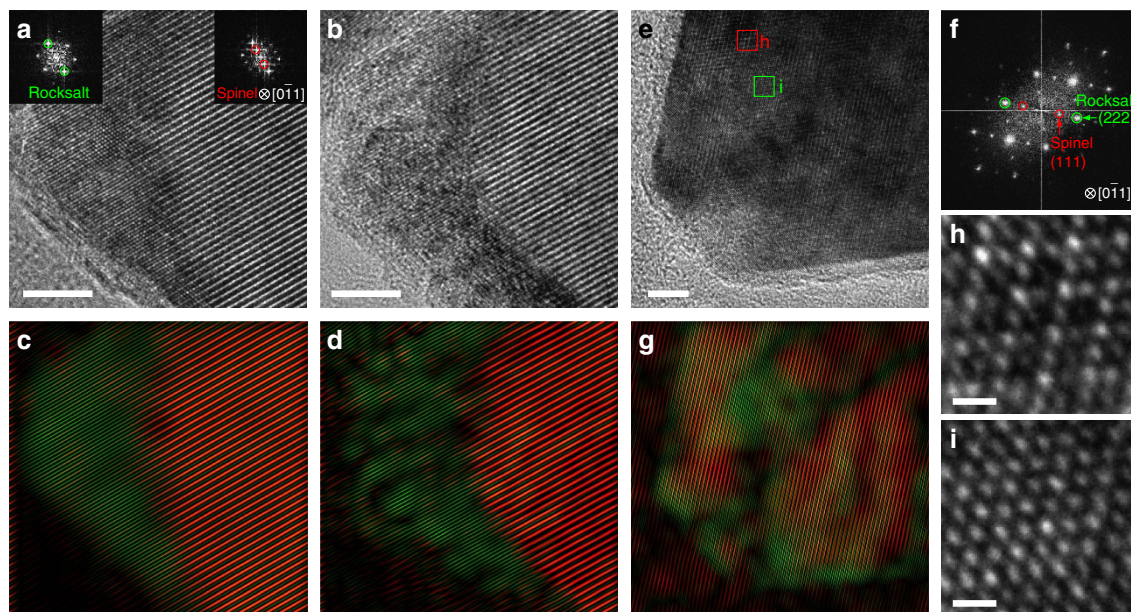 a
Rocksalt
Spinel ⊗[01̄1]
b
e
h
i
f
Rocksalt
(222)
Spinel
(111)
⊗[01̄1]
h
c
d
g
i